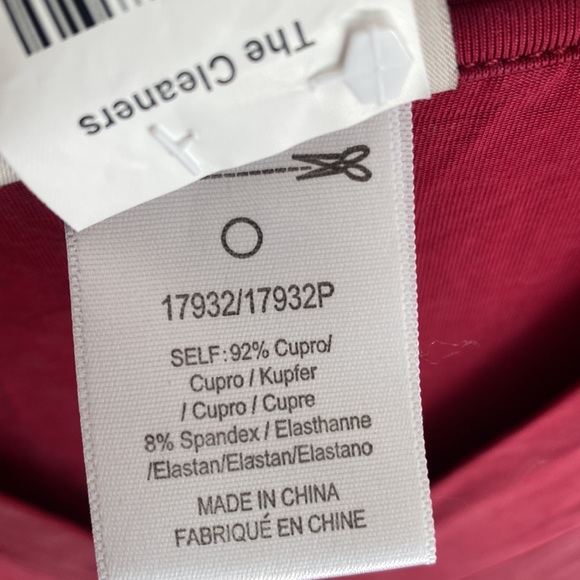 The Cleaners
17932/17932P
SELF:92% Cupro/
Cupro / Kupfer
/ Cupro / Cupre
8% Spandex / Elasthanne
/Elastan/Elastan/Elastano
MADE IN CHINA
FABRIQUÉ EN CHINE